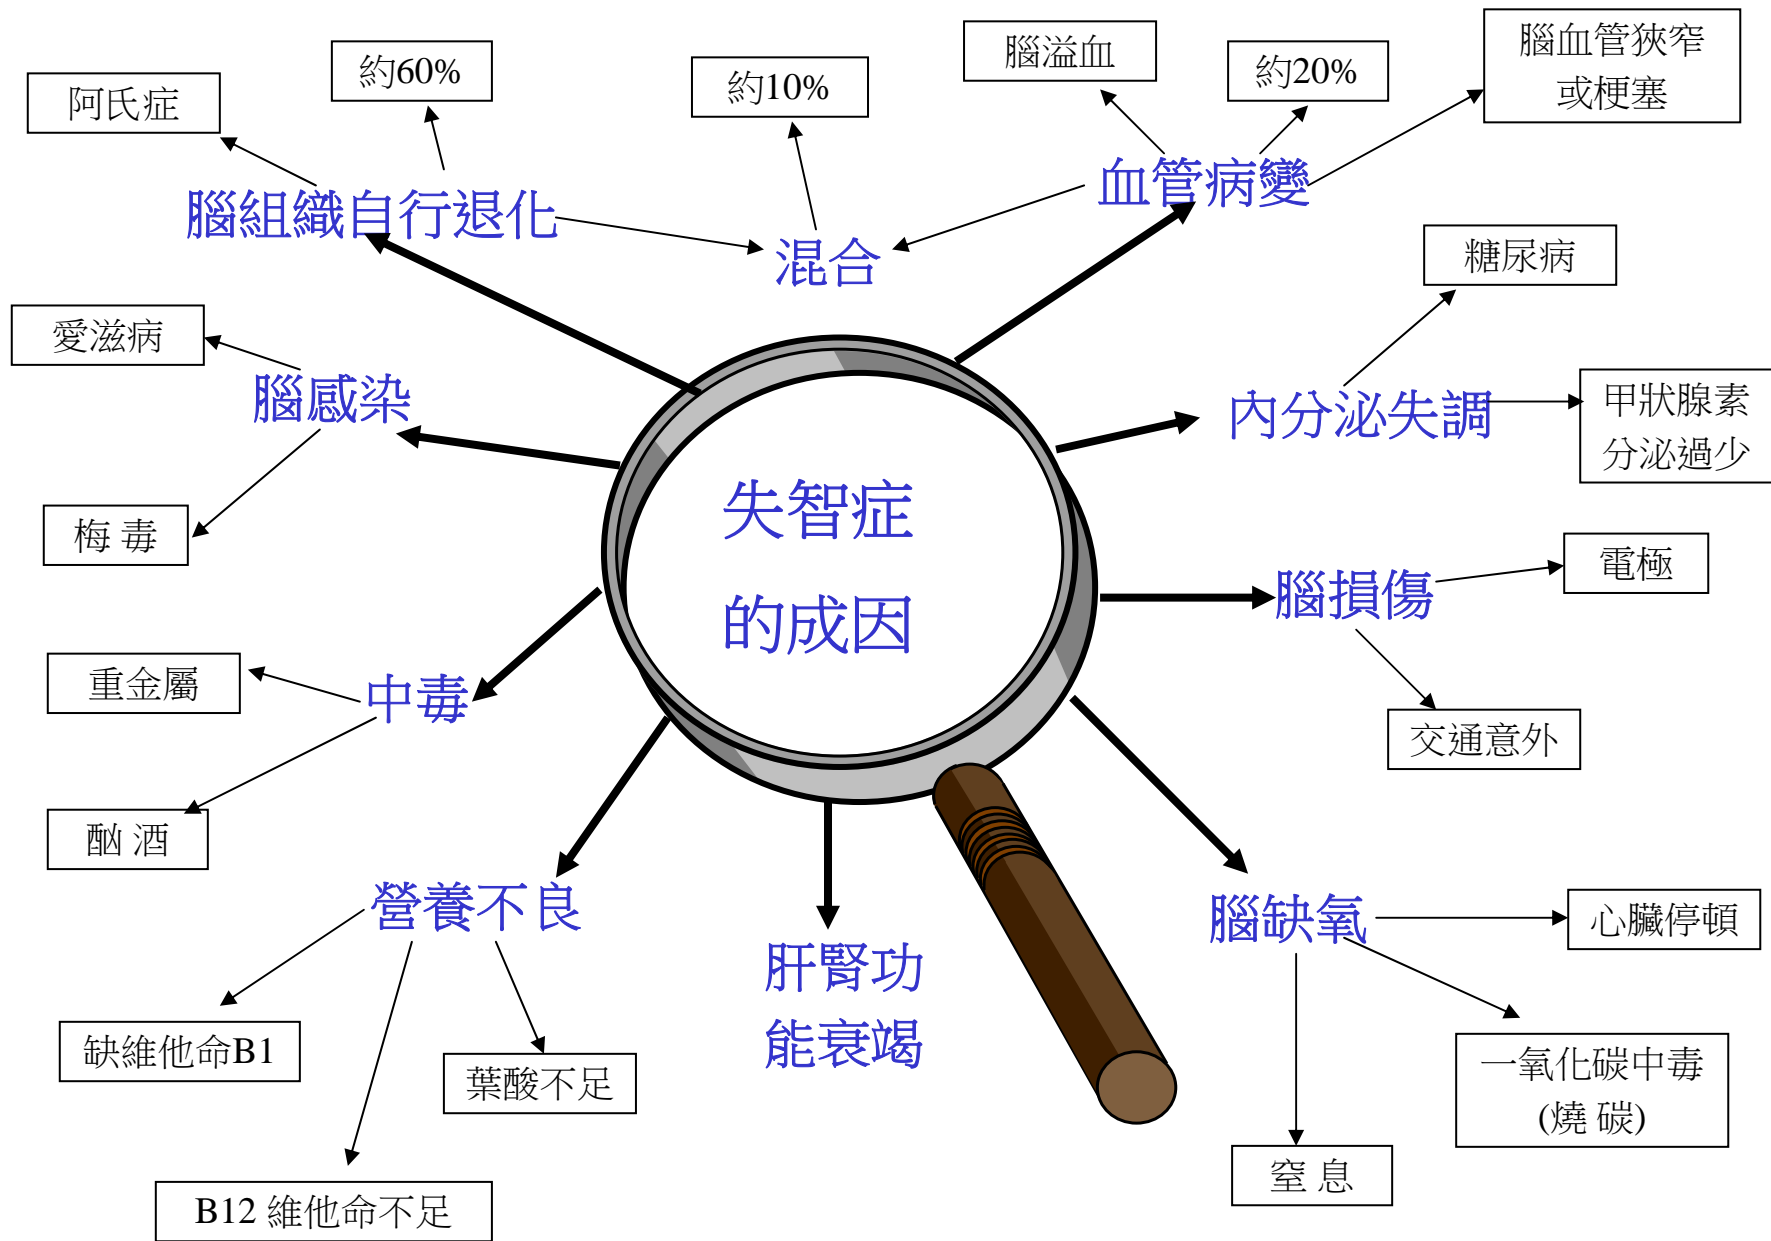 腦溢血
腦血管狹窄
或梗塞
約60%
約10%
約20%
阿氏症
血管病變
腦組織自行退化
混合
糖尿病
愛滋病
腦感染
內分泌失調
甲狀腺素
分泌過少
失智症
的成因
梅 毒
電極
腦損傷
重金屬
中毒
交通意外
酗 酒
營養不良
腦缺氧
心臟停頓
肝腎功
能衰竭
缺維他命B1
葉酸不足
一氧化碳中毒
(燒 碳)
窒 息
B12 維他命不足